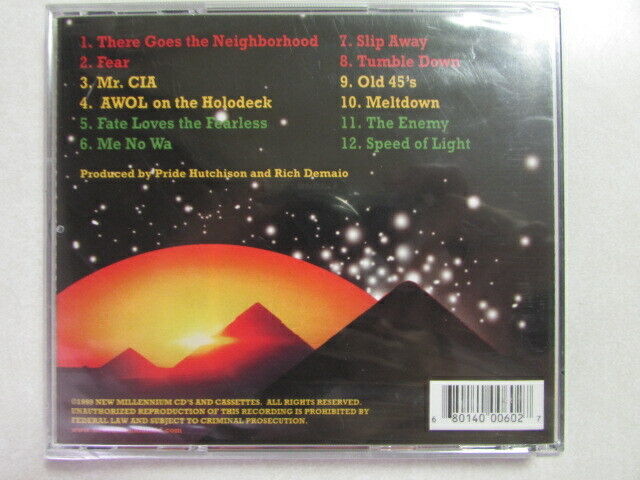 1. There Goes the Neighborhood
2. Fear
3. Mr. CIA
4. AWOL on the Holodeck
5. Fate Loves the Fearless
6. Me No Wa
7. Slip Away
8. Tumble Down
9. Old 45's
10. Meltdown
11. The Enemy
12. Speed of Light
Produced by Pride Hutchison and Rich Demaio
©1999 NEW MILLENNIUM CD'S AND CASSETTES. ALL RIGHTS RESERVED.
UNAUTHORIZED REPRODUCTION OF THIS RECORDING IS PROHIBITED BY
FEDERAL LAW AND SUBJECT TO CRIMINAL PROSECUTION.
6 80140 00602 7